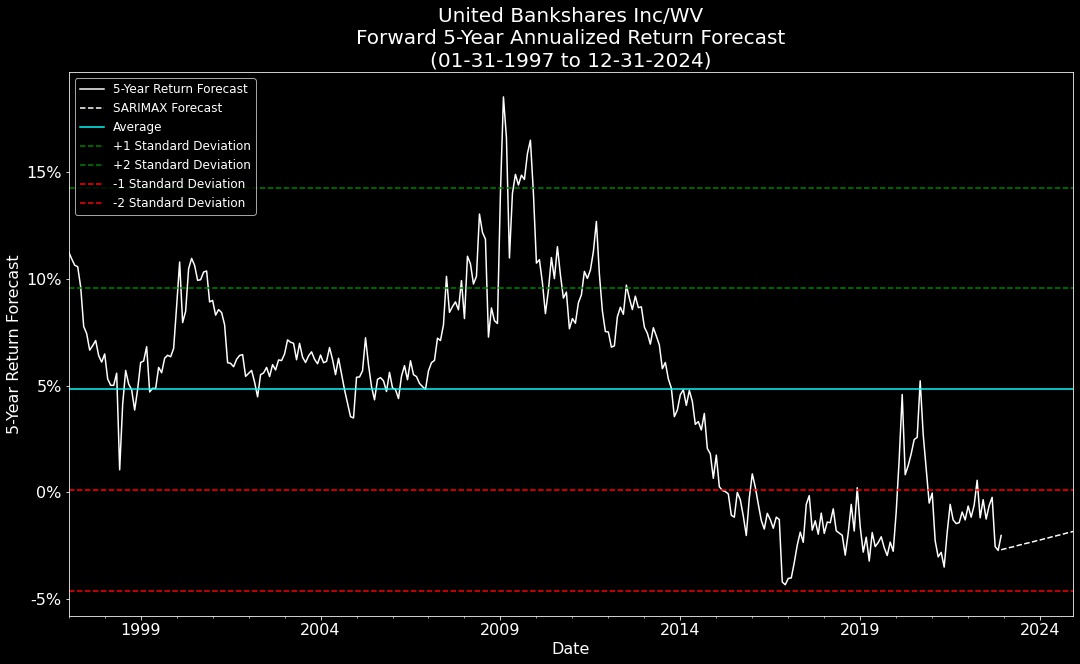 United Bankshares Inc/WV
Forward 5-Year Annualized Return Forecast
(01-31-1997 to 12-31-2024)
5-Year Return Forecast
SARIMAX Forecast
Average
+1 Standard Deviation
+2 Standard Deviation
-1 Standard Deviation
-2 Standard Deviation
15%
10%
5%
0%
-5%
5-Year Return Forecast
1999
2004
2009
2014
2019
2024
Date